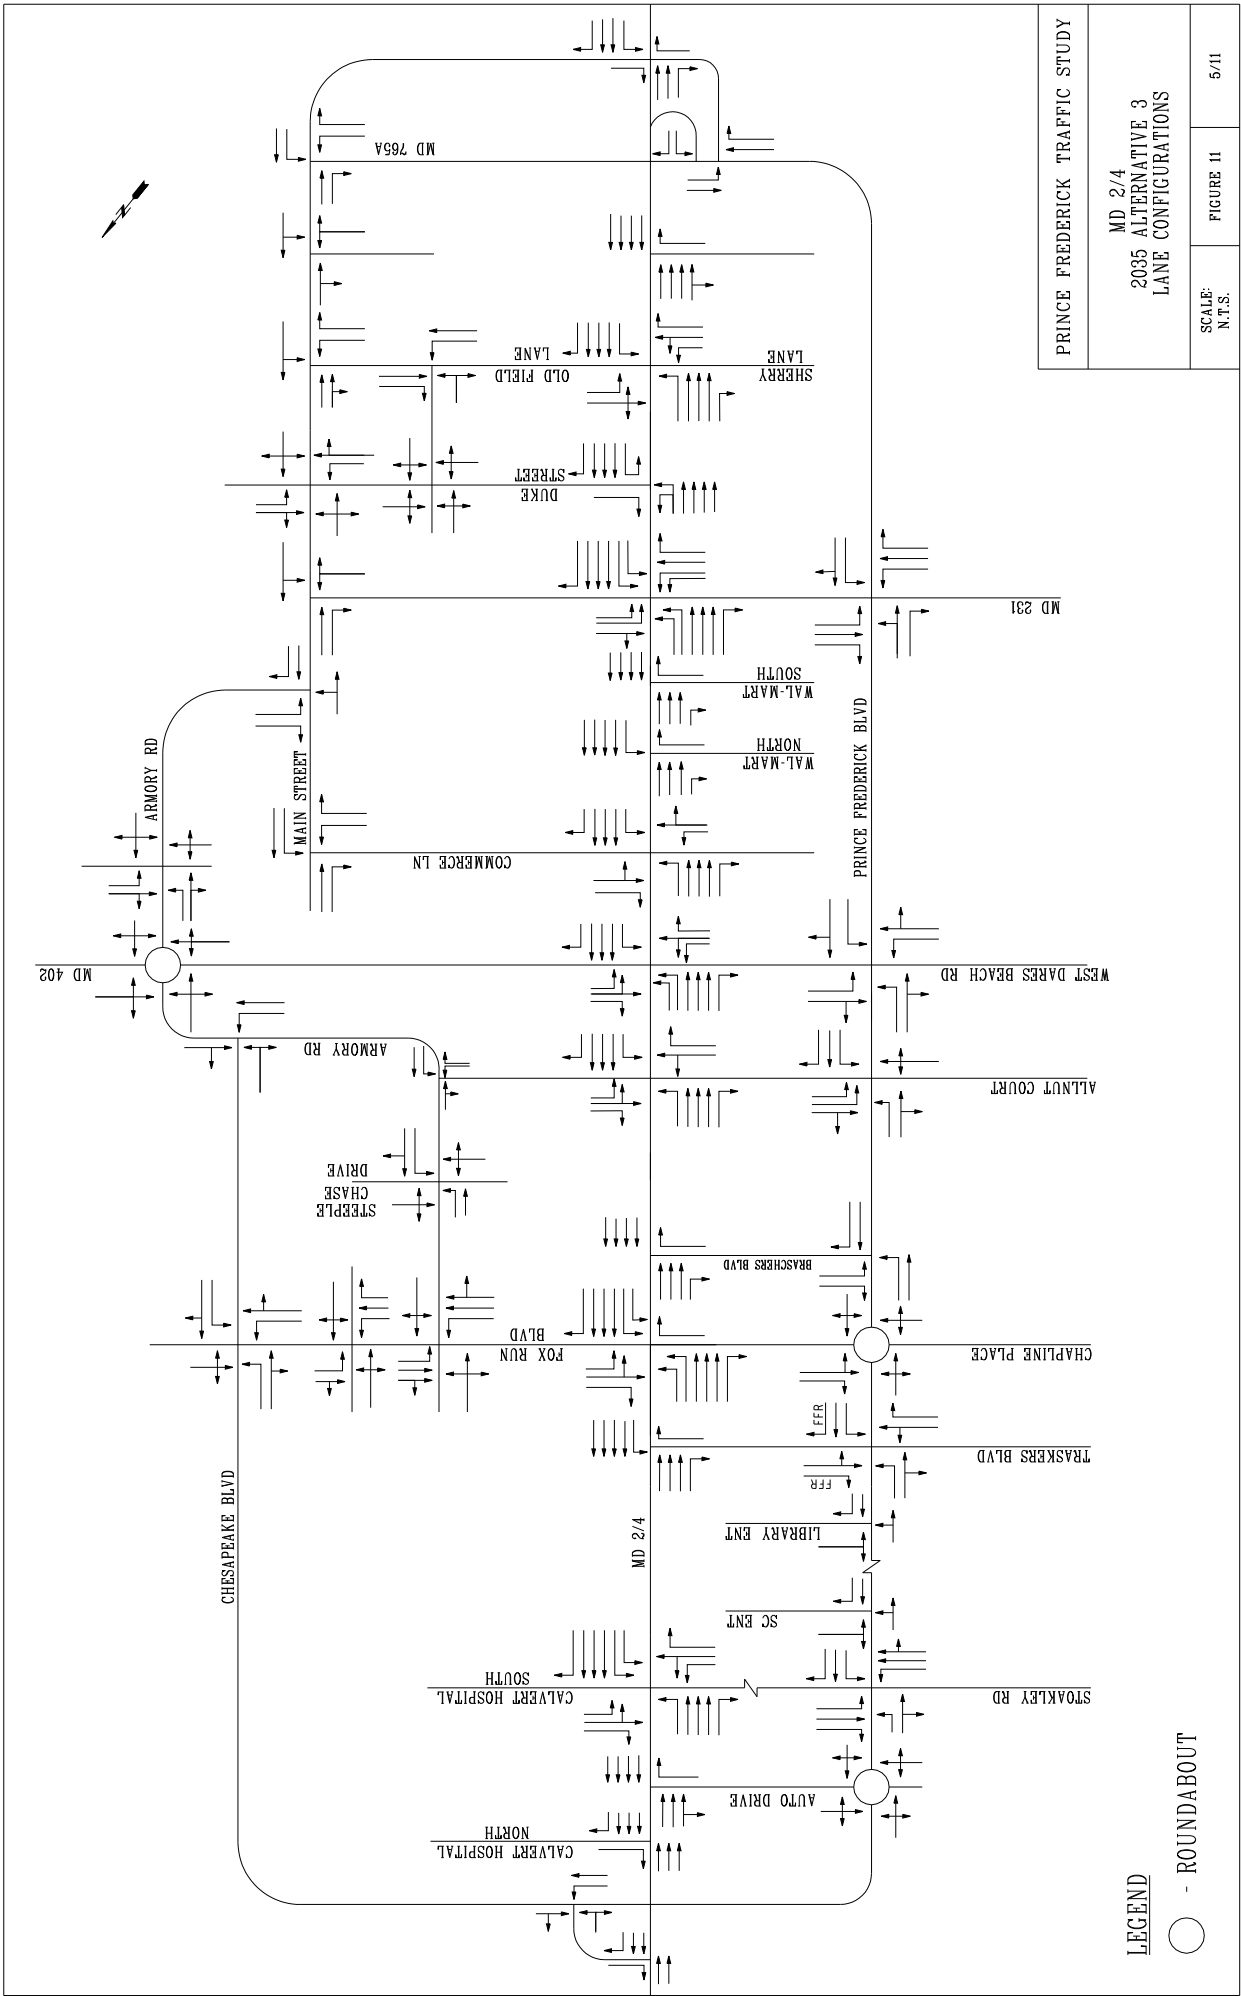 PRINCE FREDERICK TRAFFIC STUDY
MD 2/4
2035 ALTERNATIVE 3
LANE CONFIGURATIONS
SCALE:
N.T.S.
FIGURE 11
5/11
MD 765A
OLD FIELD
LANE
SHERRY
LANE
DUKE
STREET
MD 231
WAL-MART
SOUTH
WAL-MART
NORTH
ARMORY RD
MAIN STREET
PRINCE FREDERICK BLVD
COMMERCE LN
MD 402
WEST DARES BEACH RD
ARMORY RD
ALLNUT COURT
STEEPLE
CHASE
DRIVE
BRASCHERS BLVD
FOX RUN
BLVD
CHAPLINE PLACE
FFR
FFR
TRASKERS BLVD
CHESAPEAKE BLVD
MD 2/4
LIBRARY ENT
SC ENT
CALVERT HOSPITAL
SOUTH
STOAKLEY RD
AUTO DRIVE
CALVERT HOSPITAL
NORTH
LEGEND
- ROUNDABOUT